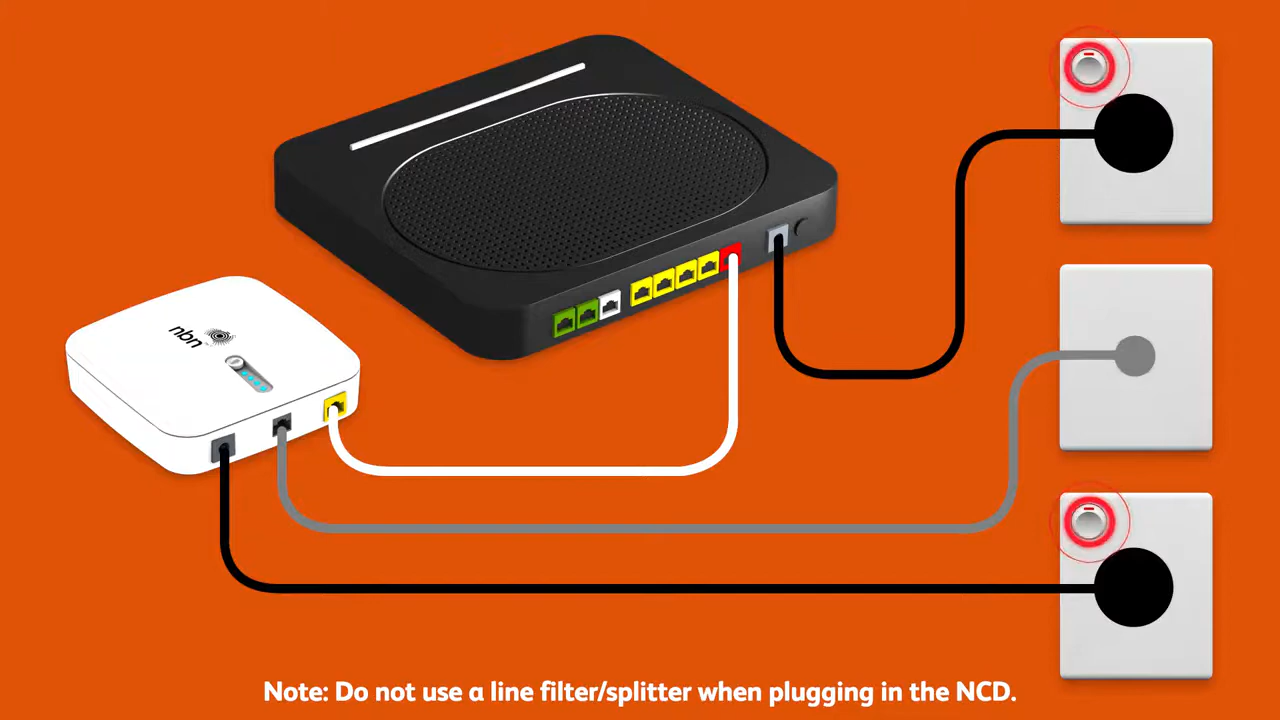 nbn
Note: Do not use a line filter/splitter when plugging in the NCD.